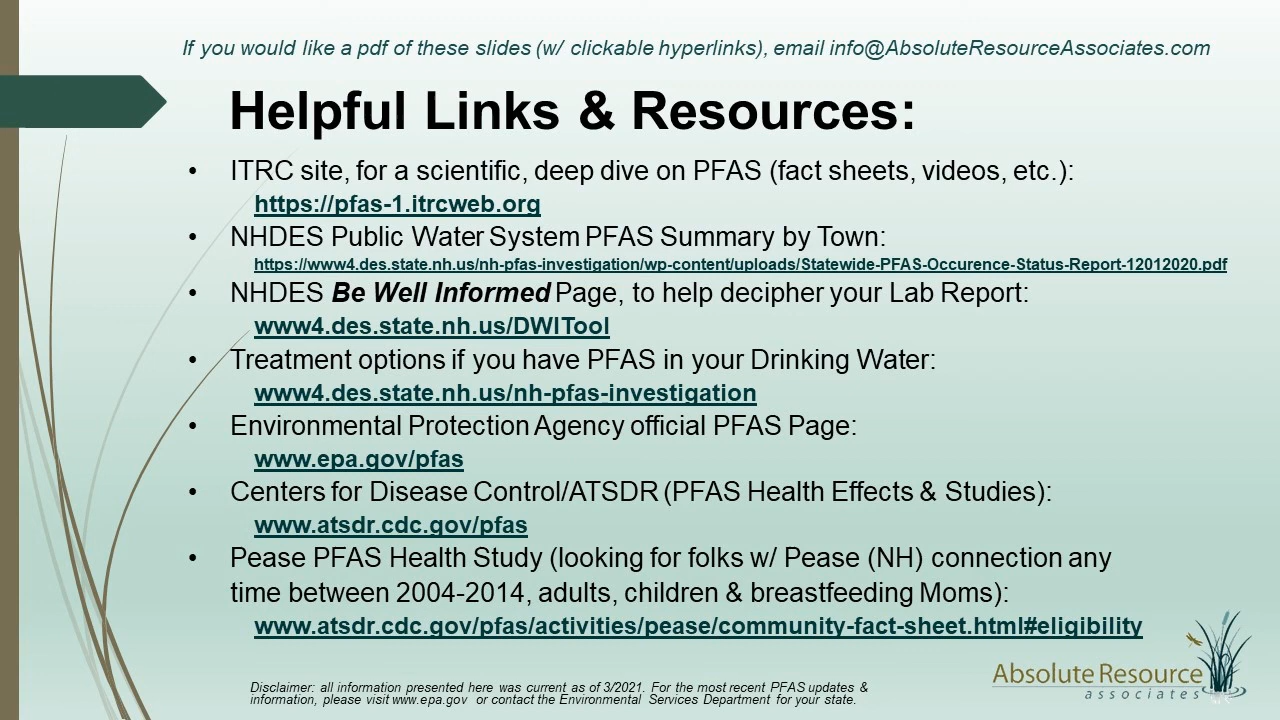 If you would like a pdf of these slides (w/ clickable hyperlinks), email info@AbsoluteResourceAssociates.com
Helpful Links & Resources:
• ITRC site, for a scientific, deep dive on PFAS (fact sheets, videos, etc.):
https://pfas-1.itrcweb.org
• NHDES Public Water System PFAS Summary by Town:
https://www4.des.state.nh.us/nh-pfas-investigation/wp-content/uploads/Statewide-PFAS-Occurence-Status-Report-12012020.pdf
• NHDES Be Well Informed Page, to help decipher your Lab Report:
www4.des.state.nh.us/DWITool
• Treatment options if you have PFAS in your Drinking Water:
www4.des.state.nh.us/nh-pfas-investigation
• Environmental Protection Agency official PFAS Page:
www.epa.gov/pfas
• Centers for Disease Control/ATSDR (PFAS Health Effects & Studies):
www.atsdr.cdc.gov/pfas
• Pease PFAS Health Study (looking for folks w/ Pease (NH) connection any
time between 2004-2014, adults, children & breastfeeding Moms):
www.atsdr.cdc.gov/pfas/activities/pease/community-fact-sheet.html#eligibility
Disclaimer: all information presented here was current as of 3/2021. For the most recent PFAS updates &
information, please visit www.epa.gov or contact the Environmental Services Department for your state.
Absolute Resource
associates